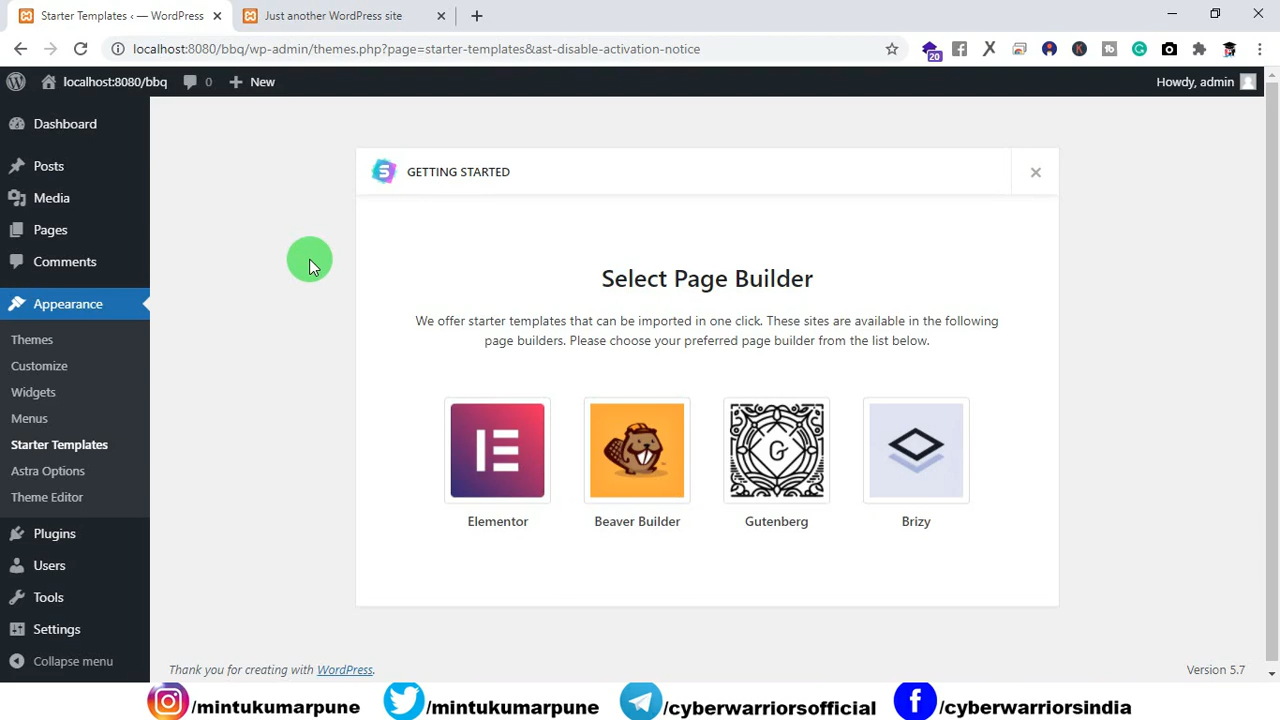 Starter Templates ‹ — WordPress
Just another WordPress site
localhost:8080/bbq/wp-admin/themes.php?page=starter-templates&ast-disable-activation-notice
20
localhost:8080/bbq
0
New
Howdy, admin
Dashboard
Posts
Media
Pages
Comments
Appearance
Themes
Customize
Widgets
Menus
Starter Templates
Astra Options
Theme Editor
Plugins
Users
Tools
Settings
Collapse menu
GETTING STARTED
Select Page Builder
We offer starter templates that can be imported in one click. These sites are available in the following
page builders. Please choose your preferred page builder from the list below.
G
Elementor
Beaver Builder
Gutenberg
Brizy
Thank you for creating with WordPress.
Version 5.7
/mintukumarpune
/mintukumarpune
/cyberwarriorsofficial
/cyberwarriorsindia